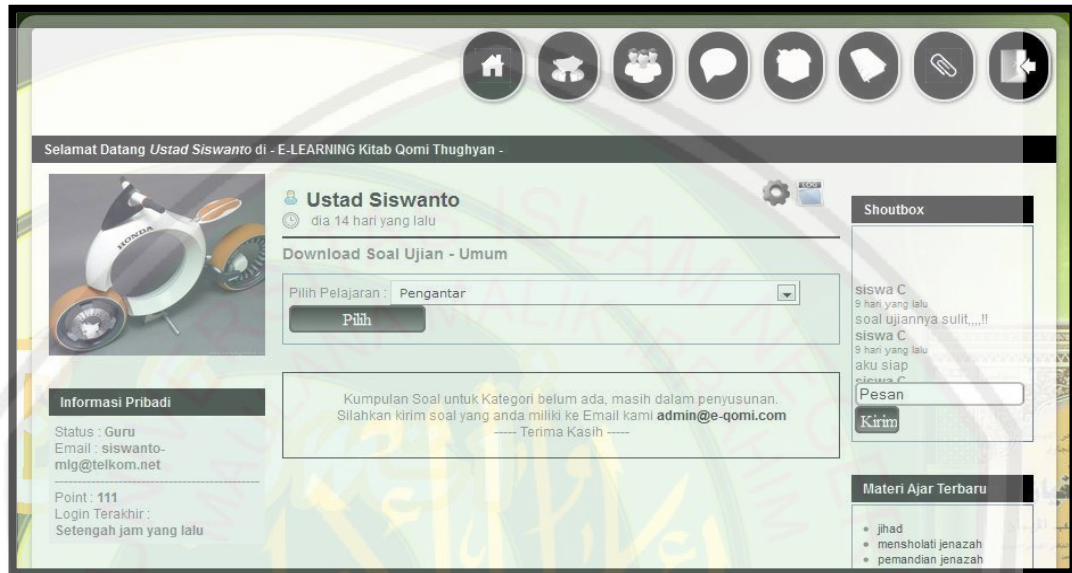 Selamat Datang Ustad Siswanto di - E-LEARNING Kitab Qomi Thughyan -
HONDA
Ustad Siswanto
dia 14 hari yang lalu
LOG
Download Soal Ujian - Umum
Pilih Pelajaran : Pengantar
Pilih
Kumpulan Soal untuk Kategori belum ada, masih dalam penyusunan.
Silahkan kirim soal yang anda miliki ke Email kami admin@e-qomi.com
----- Terima Kasih -----
Informasi Pribadi
Status : Guru
Email : siswanto-
mlg@telkom.net
Point : 111
Login Terakhir :
Setengah jam yang lalu
Shoutbox
siswa C
9 hari yang lalu
soal ujiannya sulit,,,,!!
siswa C
9 hari yang lalu
aku siap
siswa C
Pesan
Kirim
Materi Ajar Terbaru
jihad
mensholati jenazah
pemandian jenazah